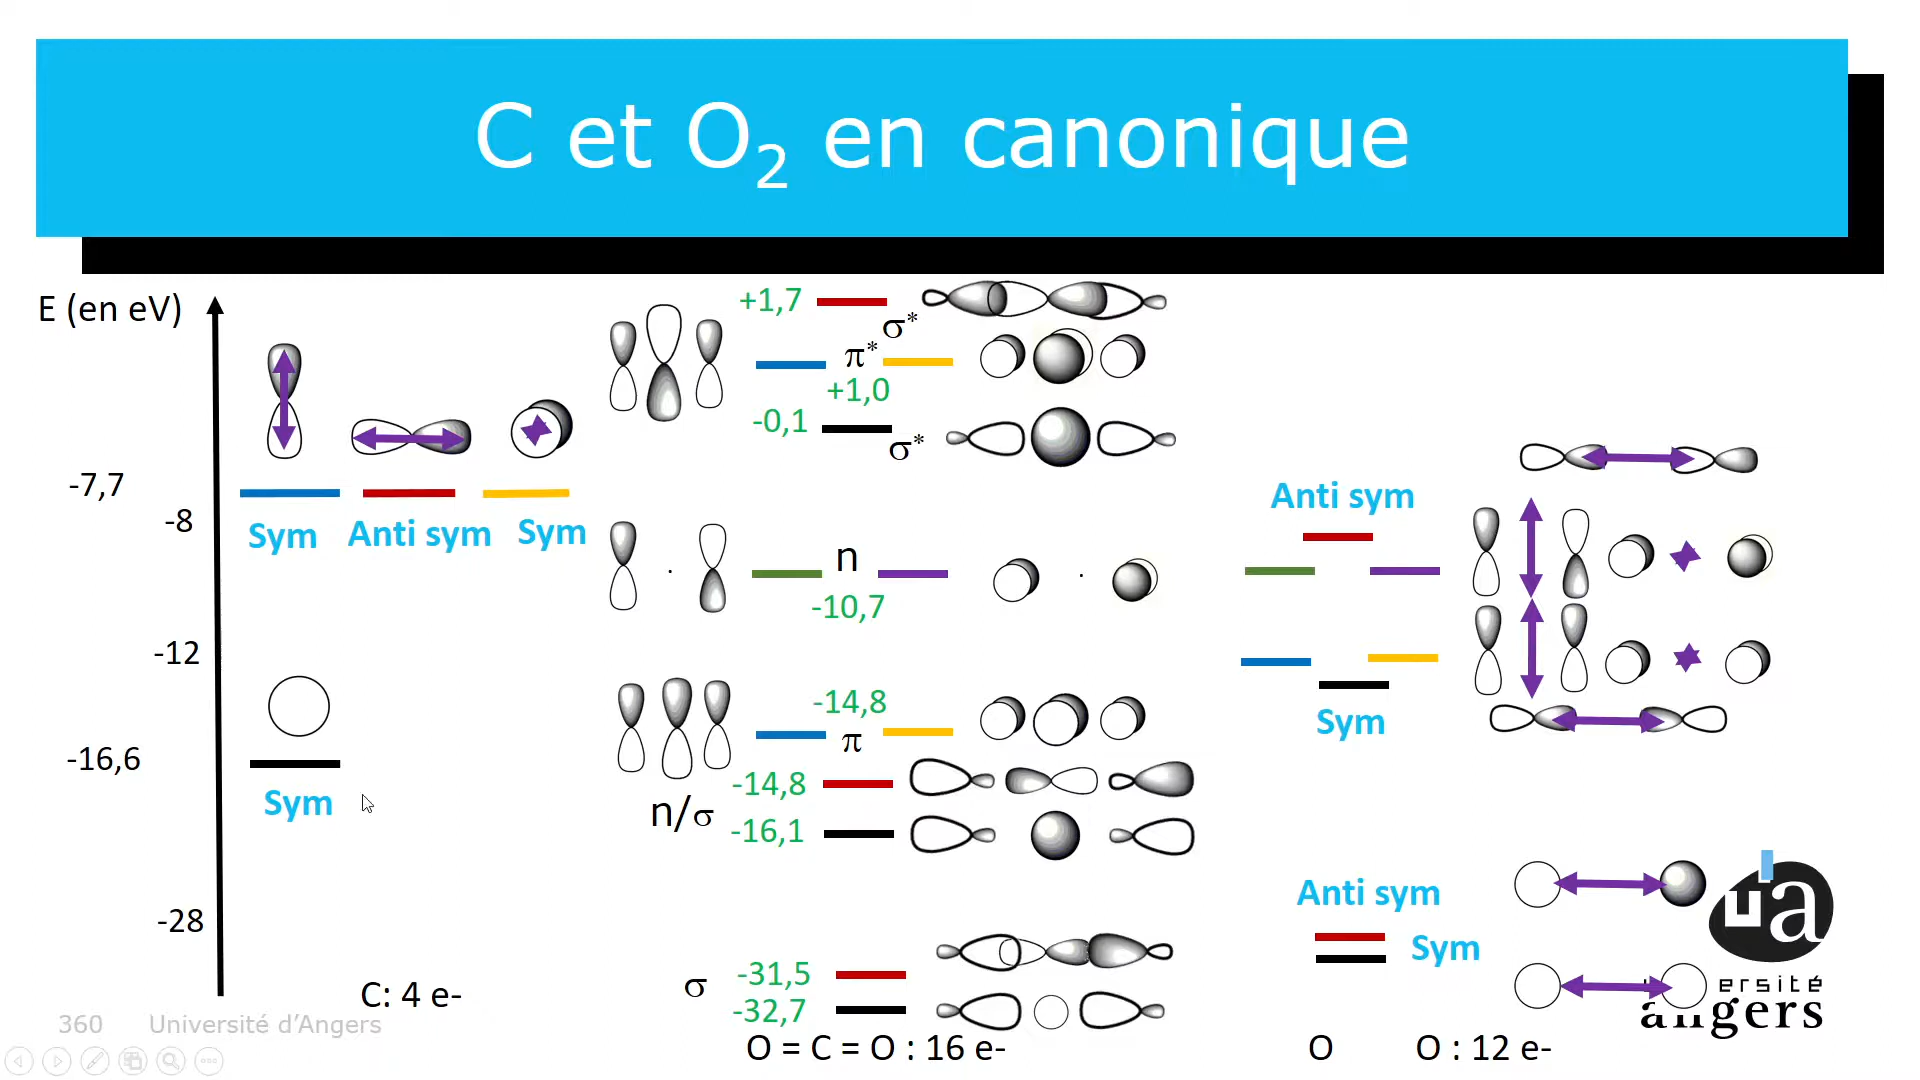 C et O2 en canonique
E (en eV)
+1,7
σ*
π*
+1,0
-0,1
σ*
-7,7
-8
Sym
Anti sym
Sym
Anti sym
n
-10,7
-12
-14,8
π
Sym
-16,6
-14,8
n/σ
-16,1
Sym
-28
Anti sym
Sym
-31,5
σ
-32,7
C: 4 e-
ersité
angers
360 Université d’Angers
O = C = O : 16 e-
O O : 12 e-